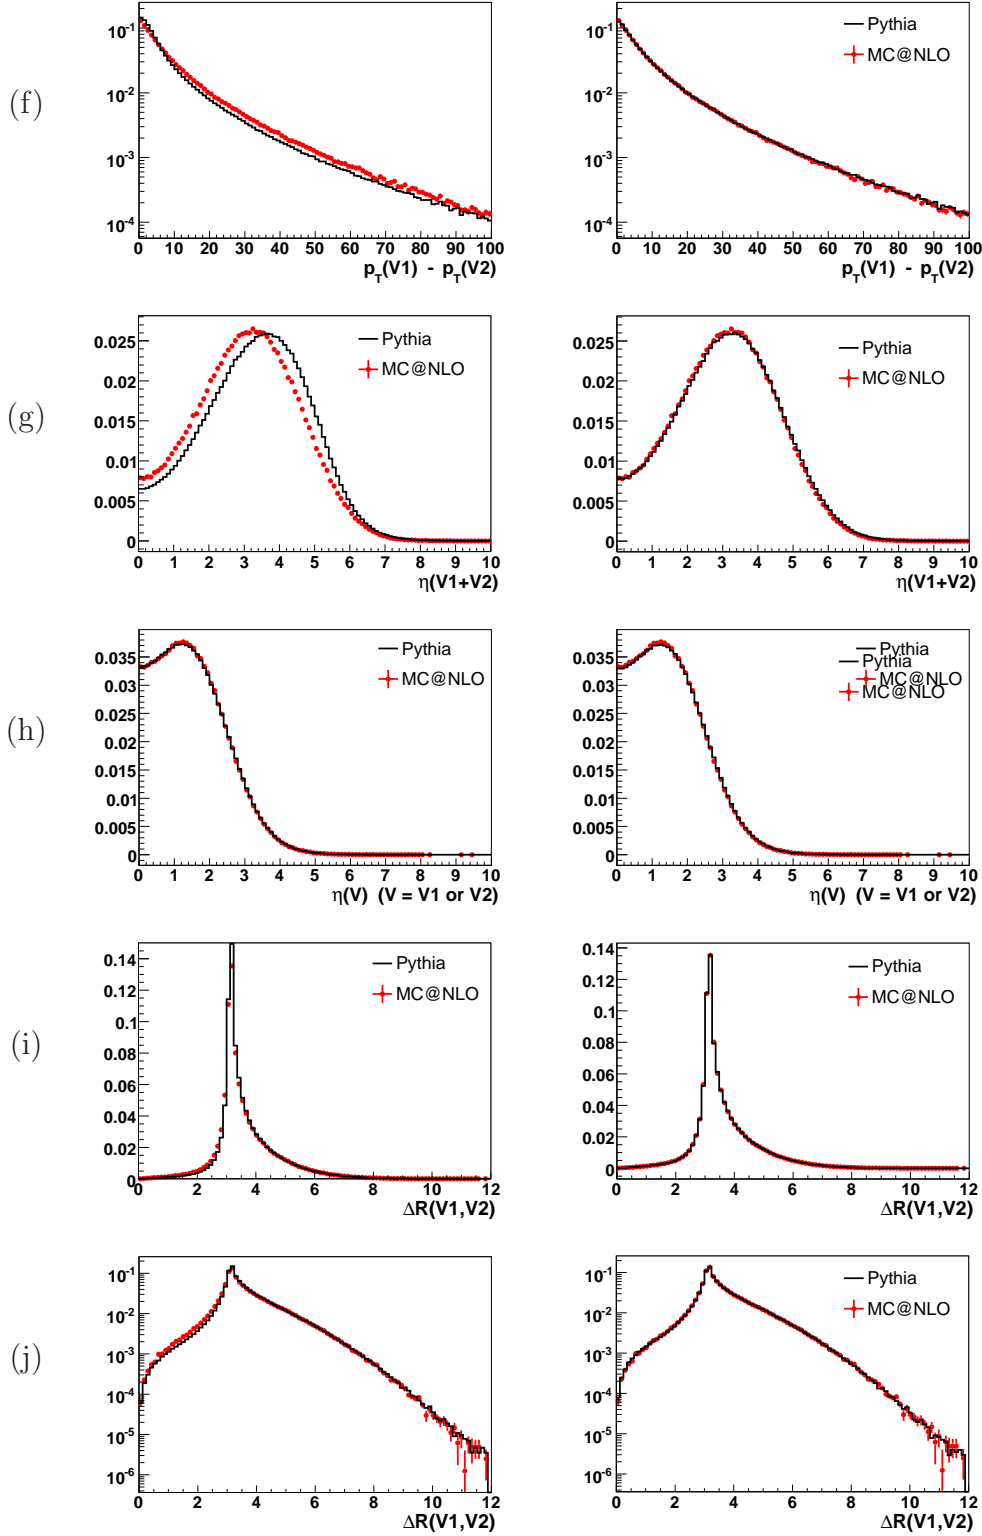 (f)
10^-1
10^-2
10^-3
10^-4
0 10 20 30 40 50 60 70 80 90 100
p_T(V1) - p_T(V2)
Pythia
MC@NLO
10^-1
10^-2
10^-3
10^-4
0 10 20 30 40 50 60 70 80 90 100
p_T(V1) - p_T(V2)
(g)
Pythia
MC@NLO
0.025
0.02
0.015
0.01
0.005
0
0 1 2 3 4 5 6 7 8 9 10
η(V1+V2)
Pythia
MC@NLO
0.025
0.02
0.015
0.01
0.005
0
0 1 2 3 4 5 6 7 8 9 10
η(V1+V2)
(h)
Pythia
MC@NLO
0.035
0.03
0.025
0.02
0.015
0.01
0.005
0
0 1 2 3 4 5 6 7 8 9 10
η(V) (V = V1 or V2)
Pythia
Pythia
MC@NLO
MC@NLO
0.035
0.03
0.025
0.02
0.015
0.01
0.005
0
0 1 2 3 4 5 6 7 8 9 10
η(V) (V = V1 or V2)
(i)
Pythia
MC@NLO
0.14
0.12
0.1
0.08
0.06
0.04
0.02
0
0 2 4 6 8 10 12
ΔR(V1,V2)
Pythia
MC@NLO
0.14
0.12
0.1
0.08
0.06
0.04
0.02
0
0 2 4 6 8 10 12
ΔR(V1,V2)
(j)
10^-1
10^-2
10^-3
10^-4
10^-5
10^-6
0 2 4 6 8 10 12
ΔR(V1,V2)
Pythia
MC@NLO
10^-1
10^-2
10^-3
10^-4
10^-5
10^-6
0 2 4 6 8 10 12
ΔR(V1,V2)